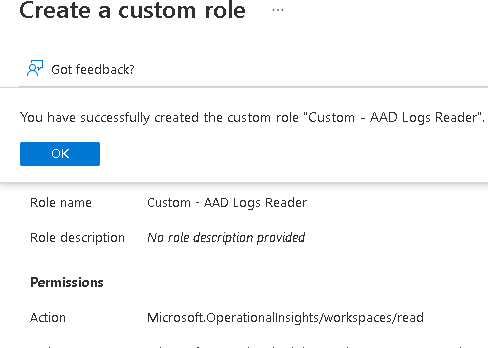 Create a custom role ...
Got feedback?
You have successfully created the custom role "Custom - AAD Logs Reader".
OK
Role name Custom - AAD Logs Reader
Role description No role description provided
Permissions
Action Microsoft.OperationalInsights/workspaces/read